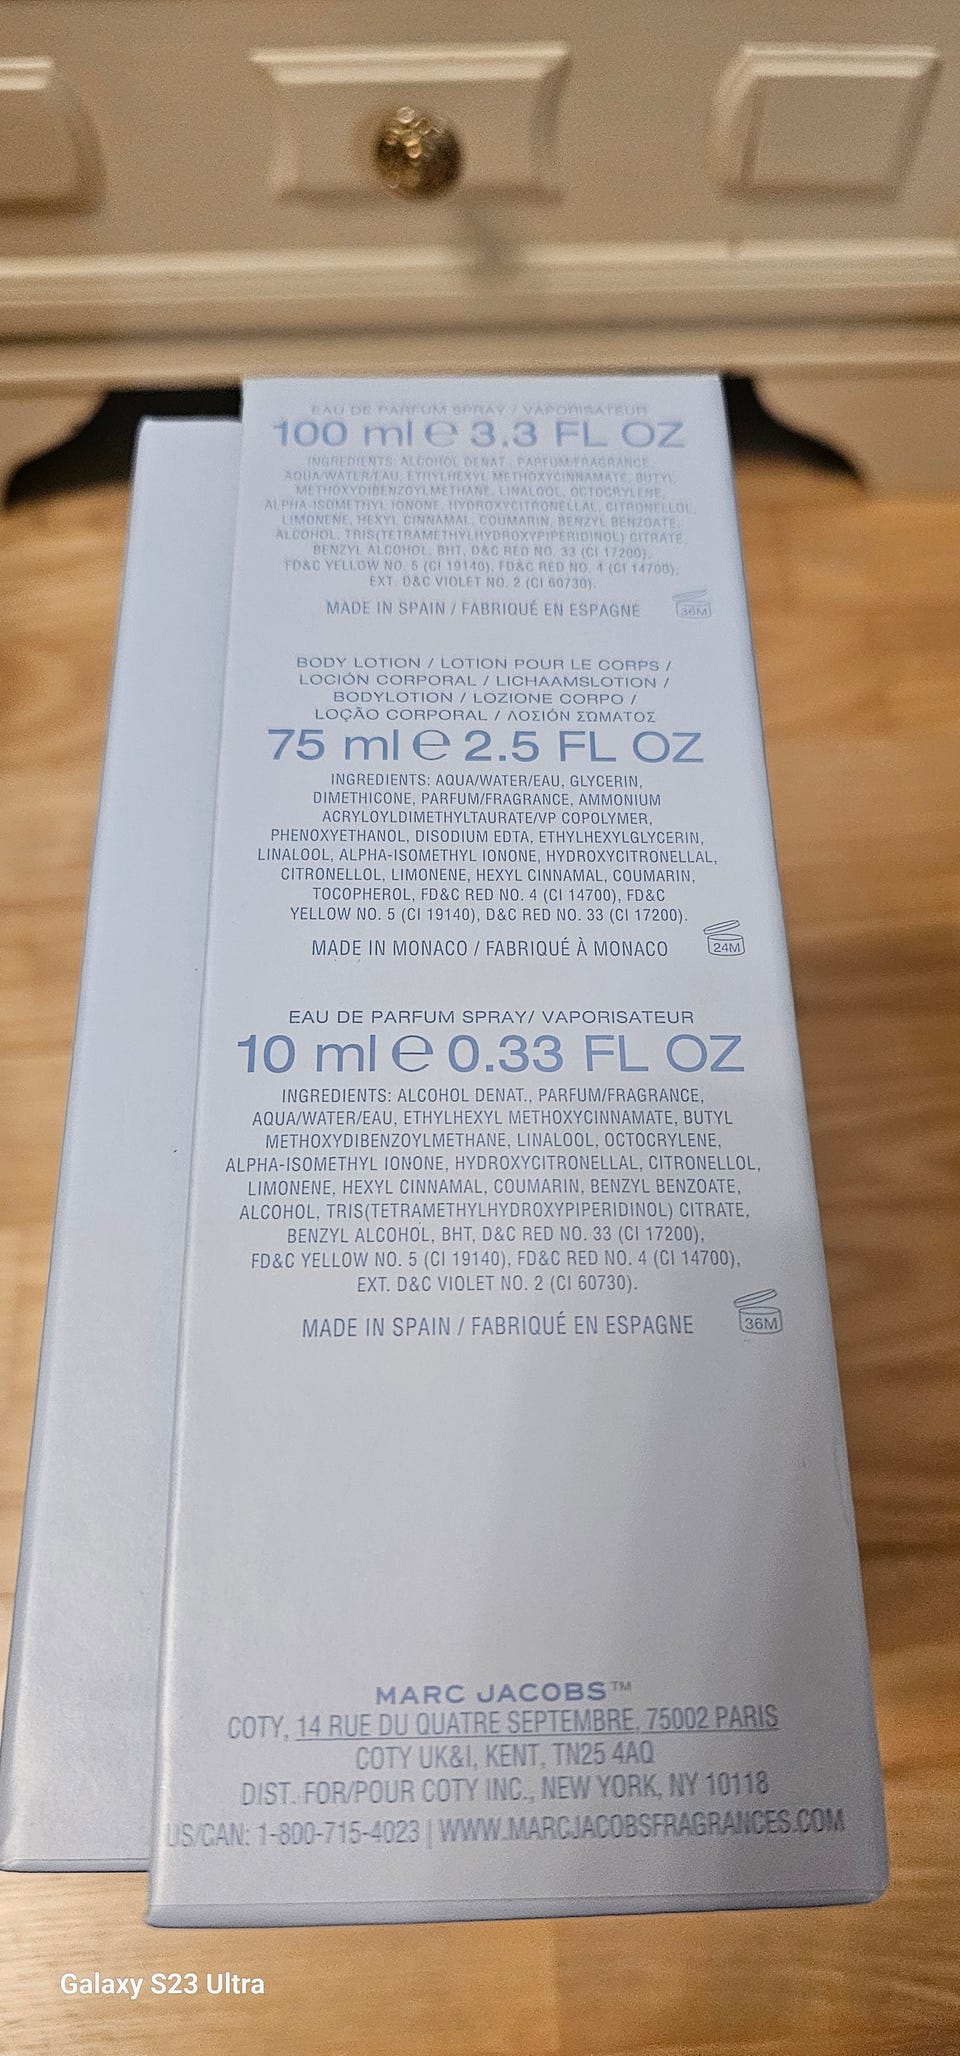 EAU DE PARFUM SPRAY / VAPORISATEUR
100 ml e 3.3 FL OZ
INGREDIENTS: ALCOHOL DENAT., PARFUM/FRAGRANCE,
AQUA/WATER/EAU, ETHYLHEXYL METHOXYCINNAMATE, BUTYL
METHOXYDIBENZOYLMETHANE, LINALOOL, OCTOCRYLENE,
ALPHA-ISOMETHYL IONONE, HYDROXYCITRONELLAL, CITRONELLOL,
LIMONENE, HEXYL CINNAMAL, COUMARIN, BENZYL BENZOATE,
ALCOHOL, TRIS(TETRAMETHYLHYDROXYPIPERIDINOL) CITRATE,
BENZYL ALCOHOL, BHT, D&C RED NO. 33 (CI 17200),
FD&C YELLOW NO. 5 (CI 19140), FD&C RED NO. 4 (CI 14700),
EXT. D&C VIOLET NO. 2 (CI 60730).
MADE IN SPAIN / FABRIQUÉ EN ESPAGNE
36M
BODY LOTION / LOTION POUR LE CORPS /
LOCIÓN CORPORAL / LICHAAMSLOTION /
BODYLOTION / LOZIONE CORPO /
LOÇÃO CORPORAL / ΛΟΣΙΟΝ ΣΩΜΑΤΟΣ
75 ml e 2.5 FL OZ
INGREDIENTS: AQUA/WATER/EAU, GLYCERIN,
DIMETHICONE, PARFUM/FRAGRANCE, AMMONIUM
ACRYLOYLDIMETHYLTAURATE/VP COPOLYMER,
PHENOXYETHANOL, DISODIUM EDTA, ETHYLHEXYLGLYCERIN,
LINALOOL, ALPHA-ISOMETHYL IONONE, HYDROXYCITRONELLAL,
CITRONELLOL, LIMONENE, HEXYL CINNAMAL, COUMARIN,
TOCOPHEROL, FD&C RED NO. 4 (CI 14700), FD&C
YELLOW NO. 5 (CI 19140), D&C RED NO. 33 (CI 17200).
MADE IN MONACO / FABRIQUÉ À MONACO
24M
EAU DE PARFUM SPRAY/ VAPORISATEUR
10 ml e 0.33 FL OZ
INGREDIENTS: ALCOHOL DENAT., PARFUM/FRAGRANCE,
AQUA/WATER/EAU, ETHYLHEXYL METHOXYCINNAMATE, BUTYL
METHOXYDIBENZOYLMETHANE, LINALOOL, OCTOCRYLENE,
ALPHA-ISOMETHYL IONONE, HYDROXYCITRONELLAL, CITRONELLOL,
LIMONENE, HEXYL CINNAMAL, COUMARIN, BENZYL BENZOATE,
ALCOHOL, TRIS(TETRAMETHYLHYDROXYPIPERIDINOL) CITRATE,
BENZYL ALCOHOL, BHT, D&C RED NO. 33 (CI 17200),
FD&C YELLOW NO. 5 (CI 19140), FD&C RED NO. 4 (CI 14700),
EXT. D&C VIOLET NO. 2 (CI 60730).
MADE IN SPAIN / FABRIQUÉ EN ESPAGNE
36M
MARC JACOBS™
COTY, 14 RUE DU QUATRE SEPTEMBRE, 75002 PARIS
COTY UK&I, KENT, TN25 4AQ
DIST. FOR/POUR COTY INC., NEW YORK, NY 10118
US/CAN: 1-800-715-4023 | WWW.MARCJACOBSFRAGRANCES.COM
Galaxy S23 Ultra